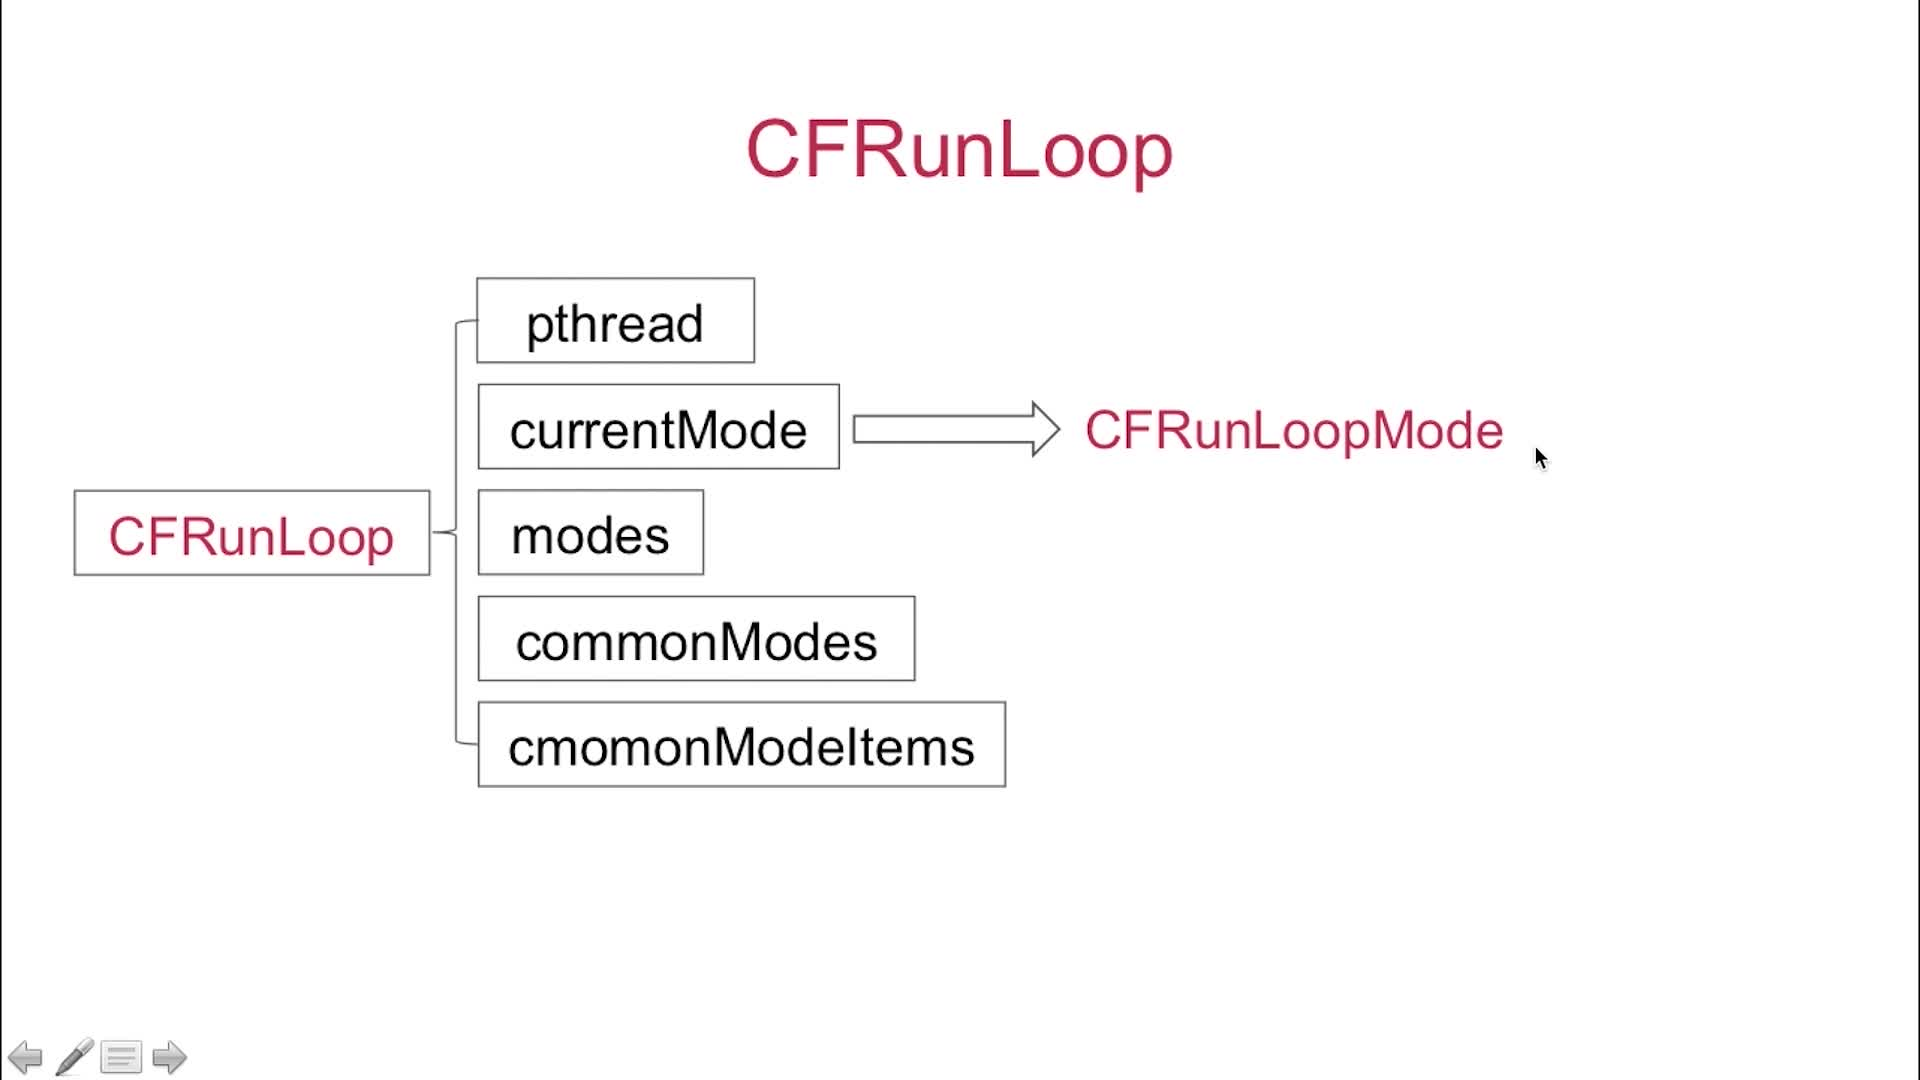 CFRunLoop
pthread
currentMode
CFRunLoopMode
CFRunLoop
modes
commonModes
cmomonModeItems